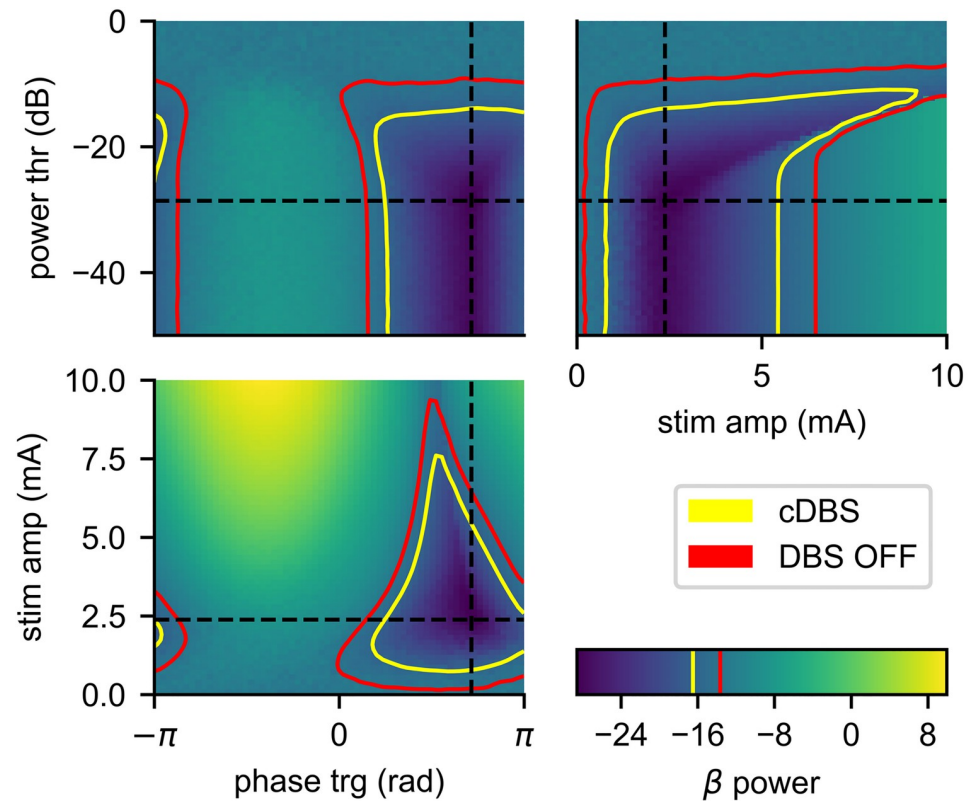 0
−20
−40
power thr (dB)
0
5
10
stim amp (mA)
10.0
7.5
5.0
2.5
0.0
stim amp (mA)
−π
0
π
phase trg (rad)
cDBS
DBS OFF
−24
−16
−8
0
8
β power